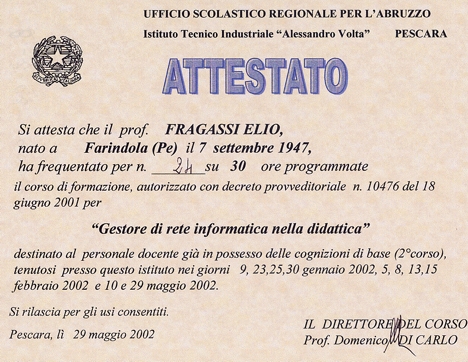 UFFICIO SCOLASTICO REGIONALE PER L'ABRUZZO
Istituto Tecnico Industriale "Alessandro Volta" PESCARA
ATTESTATO
Si attesta che il prof. FRAGASSI ELIO,
nato a Farindola (Pe) il 7 settembre 1947,
ha frequentato per n. 24 su 30 ore programmate
il corso di formazione, autorizzato con decreto provveditoriale n. 10476 del 18
giugno 2001 per
"Gestore di rete informatica nella didattica"
destinato al personale docente già in possesso delle cognizioni di base (2°corso),
tenutosi presso questo istituto nei giorni 9, 23,25,30 gennaio 2002, 5, 8, 13,15
febbraio 2002 e 10 e 29 maggio 2002.
Si rilascia per gli usi consentiti.
Pescara, lì 29 maggio 2002
IL DIRETTORE DEL CORSO
Prof. Domenico DI CARLO